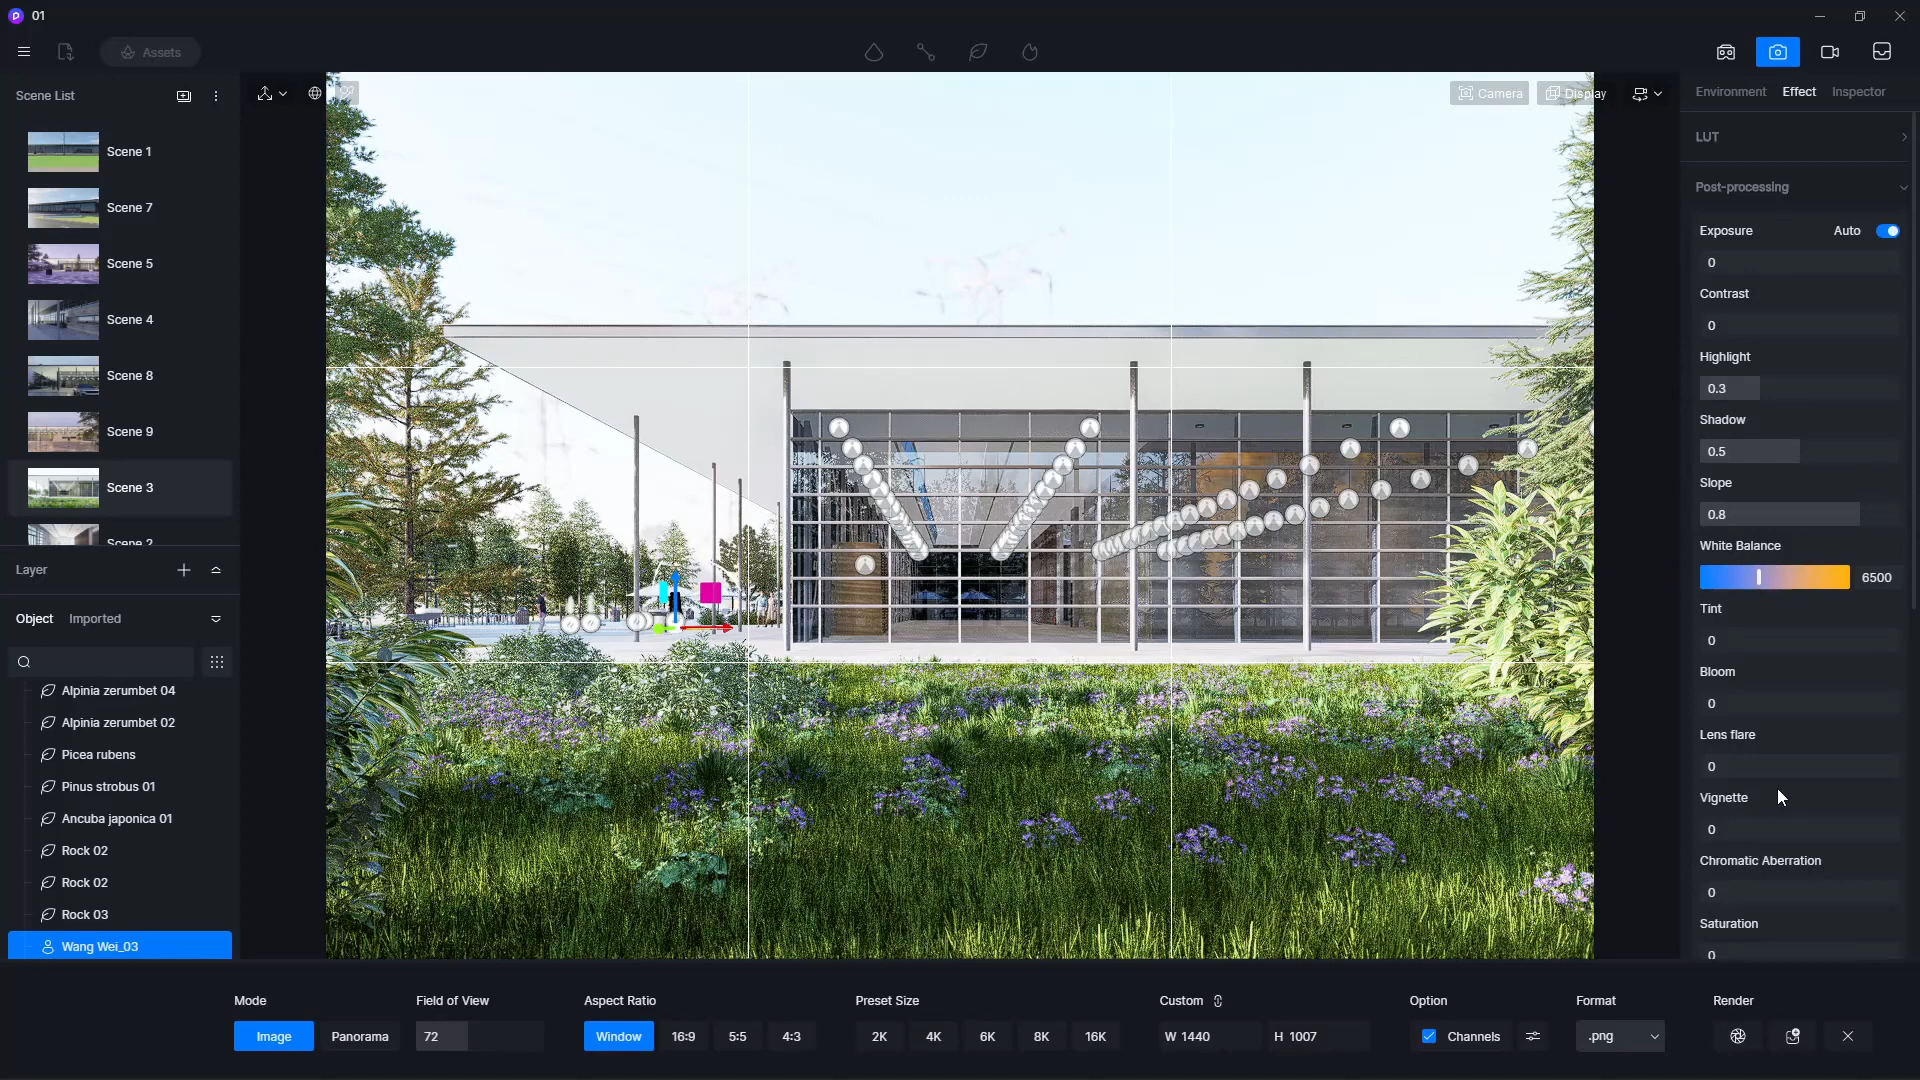 01
Assets
Scene List
Scene 1
Scene 7
Scene 5
Scene 4
Scene 8
Scene 9
Scene 3
Scene 2
Layer
Object Imported
Alpinia zerumbet 04
Alpinia zerumbet 02
Picea rubens
Pinus strobus 01
Ancuba japonica 01
Rock 02
Rock 02
Rock 03
Wang Wei_03
Camera Display
Environment Effect Inspector
LUT
Post-processing
Exposure Auto
0
Contrast
0
Highlight
0.3
Shadow
0.5
Slope
0.8
White Balance
6500
Tint
0
Bloom
0
Lens flare
0
Vignette
0
Chromatic Aberration
0
Saturation
0
Mode Field of View Aspect Ratio Preset Size Custom Option Format Render
Image Panorama 72 Window 16:9 5:5 4:3 2K 4K 6K 8K 16K W 1440 H 1007 Channels .png